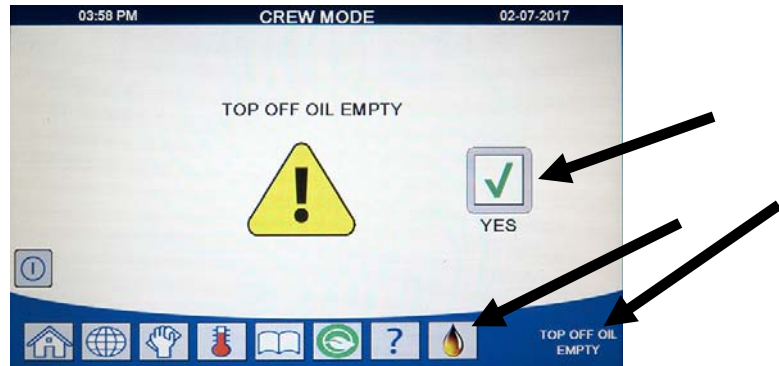 03:58 PM CREW MODE 02-07-2017
TOP OFF OIL EMPTY
!
YES
?
TOP OFF OIL
EMPTY